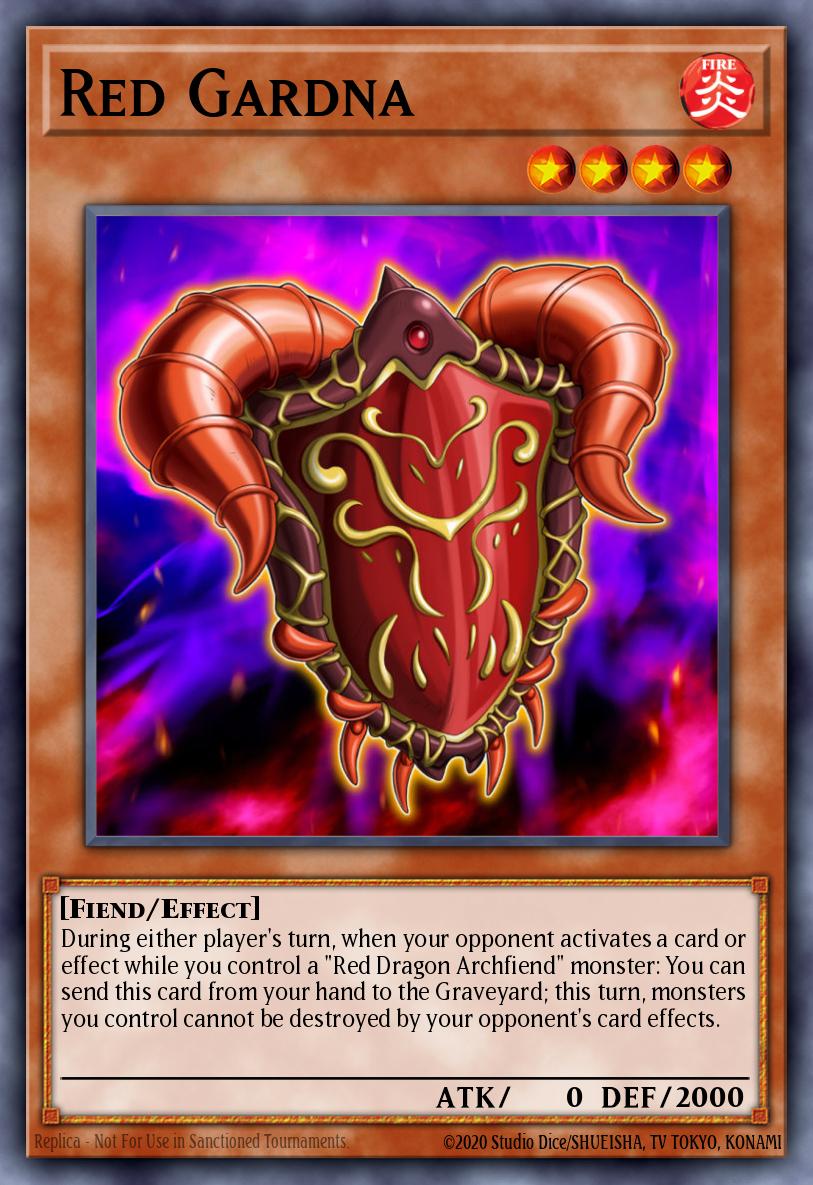 Red Gardna
FIRE
炎
[Fiend/Effect]
During either player's turn, when your opponent activates a card or
effect while you control a "Red Dragon Archfiend" monster: You can
send this card from your hand to the Graveyard; this turn, monsters
you control cannot be destroyed by your opponent's card effects.
ATK/ 0 DEF/2000
Replica - Not For Use in Sanctioned Tournaments.
©2020 Studio Dice/SHUEISHA, TV TOKYO, KONAMI